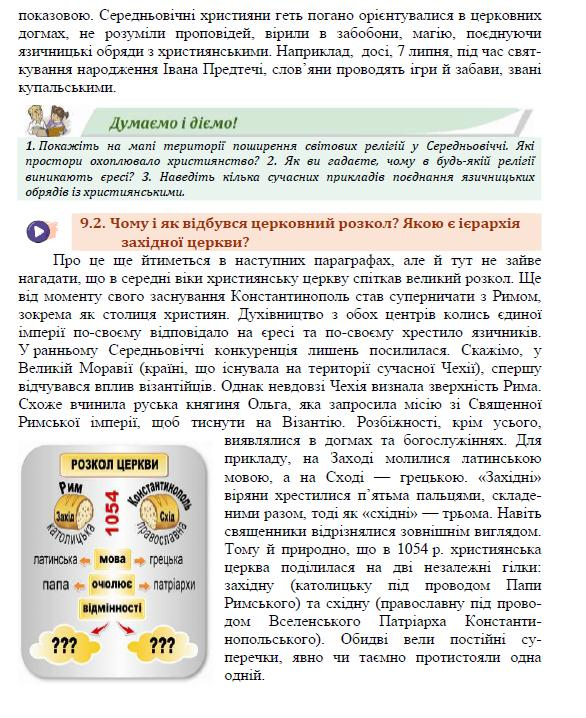 показовою. Середньовічні християни геть погано орієнтувалися в церковних
догмах, не розуміли проповідей, вірили в забобони, магію, поєднуючи
язичницькі обряди з християнськими. Наприклад, досі, 7 липня, під час свят-
кування народження Івана Предтечі, слов’яни проводять ігри й забави, звані
купальськими.
Думаємо і діємо!
1. Покажіть на мапі території поширення світових релігій у Середньовіччі. Які
простори охоплювало християнство? 2. Як ви гадаєте, чому в будь-якій релігії
виникають єресі? 3. Наведіть кілька сучасних прикладів поєднання язичницьких
обрядів із християнськими.
9.2. Чому і як відбувся церковний розкол? Якою є ієрархія
західної церкви?
Про це ще йтиметься в наступних параграфах, але й тут не зайве
нагадати, що в середні віки християнську церкву спіткав великий розкол. Ще
від моменту свого заснування Константинополь став суперничати з Римом,
зокрема як столиця християн. Духівництво з обох центрів колись єдиної
імперії по-своєму відповідало на єресі та по-своєму хрестило язичників.
У ранньому Середньовіччі конкуренція лишень посилилася. Скажімо, у
Великій Моравії (країні, що існувала на території сучасної Чехії), спершу
відчувався вплив візантійців. Однак невдовзі Чехія визнала зверхність Рима.
Схоже вчинила руська княгиня Ольга, яка запросила місію зі Священної
Римської імперії, щоб тиснути на Візантію. Розбіжності, крім усього,
виявлялися в догмах та богослужіннях. Для
прикладу, на Заході молилися латинською
мовою, а на Сході — грецькою. «Західні»
віряни хрестилися п’ятьма пальцями, складе-
ними разом, тоді як «східні» — трьома. Навіть
священники відрізнялися зовнішнім виглядом.
Тому й природно, що в 1054 р. християнська
церква поділилася на дві незалежні гілки:
західну (католицьку під проводом Папи
Римського) та східну (православну під прово-
дом Вселенського Патріарха Константи-
нопольського). Обидві вели постійні су-
перечки, явно чи таємно протистояли одна
одній.
РОЗКОЛ ЦЕРКВИ
Рим
Захід
католицька
1054
Константинополь
Схід
православна
латинська мова грецька
папа очолює патріархи
відмінності
??? ???